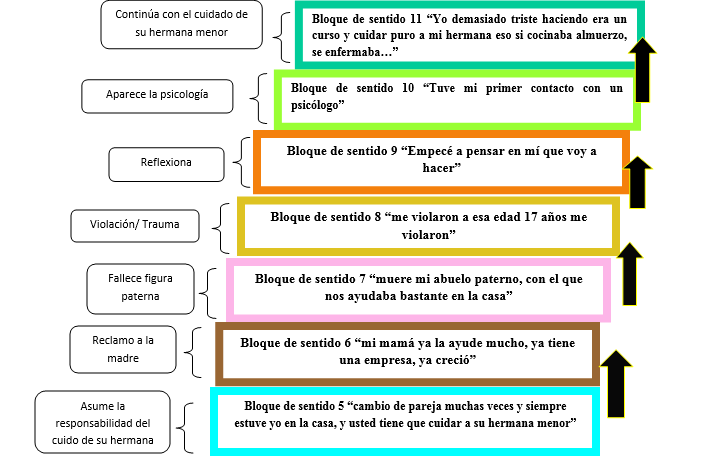 Continúa con el cuidado de
su hermana menor
Bloque de sentido 11 “Yo demasiado triste haciendo era un
curso y cuidar puro a mi hermana eso si cocinaba almuerzo,
se enfermaba…”
Aparece la psicología
Bloque de sentido 10 “Tuve mi primer contacto con un
psicólogo”
Reflexiona
Bloque de sentido 9 “Empecé a pensar en mí que voy a
hacer”
Violación/ Trauma
Bloque de sentido 8 “me violaron a esa edad 17 años me
violaron”
Fallece figura
paterna
Bloque de sentido 7 “muere mi abuelo paterno, con el que
nos ayudaba bastante en la casa”
Reclamo a la
madre
Bloque de sentido 6 “mi mamá ya la ayude mucho, ya tiene
una empresa, ya creció”
Asume la
responsabilidad del
cuido de su hermana
Bloque de sentido 5 “cambio de pareja muchas veces y siempre
estuve yo en la casa, y usted tiene que cuidar a su hermana menor”